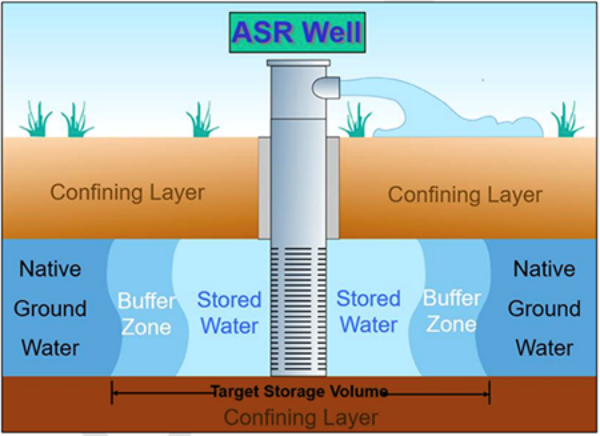 ASR Well
Confining Layer
Confining Layer
Native
Ground
Water
Buffer
Zone
Stored
Water
Stored
Water
Buffer
Zone
Native
Ground
Water
Target Storage Volume
Confining Layer